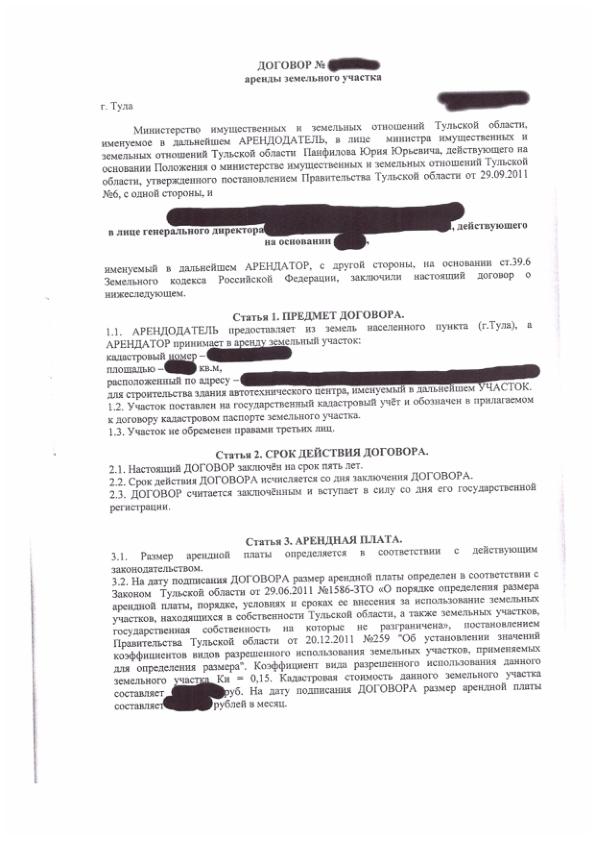 ДОГОВОР №
аренды земельного участка
г. Тула
Министерство имущественных и земельных отношений Тульской области,
именуемое в дальнейшем АРЕНДОДАТЕЛЬ, в лице министра имущественных и
земельных отношений Тульской области Панфилова Юрия Юрьевича, действующего на
основании Положения о министерстве имущественных и земельных отношений Тульской
области, утвержденного постановлением Правительства Тульской области от 29.09.2011
№6, с одной стороны, и
в лице генерального директора , действующего
на основании ,
именуемый в дальнейшем АРЕНДАТОР, с другой стороны, на основании ст.39.6
Земельного кодекса Российской Федерации, заключили настоящий договор о
нижеследующем.
Статья 1. ПРЕДМЕТ ДОГОВОРА.
1.1. АРЕНДОДАТЕЛЬ предоставляет из земель населенного пункта (г.Тула), а
АРЕНДАТОР принимает в аренду земельный участок:
кадастровый номер –
площадью – кв.м,
расположенный по адресу –
для строительства здания автотехнического центра, именуемый в дальнейшем УЧАСТОК.
1.2. Участок поставлен на государственный кадастровый учёт и обозначен в прилагаемом
к договору кадастровом паспорте земельного участка.
1.3. Участок не обременен правами третьих лиц.
Статья 2. СРОК ДЕЙСТВИЯ ДОГОВОРА.
2.1. Настоящий ДОГОВОР заключён на срок пять лет.
2.2. Срок действия ДОГОВОРА исчисляется со дня заключения ДОГОВОРА.
2.3. ДОГОВОР считается заключённым и вступает в силу со дня его государственной
регистрации.
Статья 3. АРЕНДНАЯ ПЛАТА.
3.1. Размер арендной платы определяется в соответствии с действующим
законодательством.
3.2. На дату подписания ДОГОВОРА размер арендной платы определен в соответствии с
Законом Тульской области от 29.06.2011 №1586-ЗТО «О порядке определения размера
арендной платы, порядке, условиях и сроках ее внесения за использование земельных
участков, находящихся в собственности Тульской области, а также земельных участков,
государственная собственность на которые не разграничена», постановлением
Правительства Тульской области от 20.12.2011 №259 "Об установлении значений
коэффициентов видов разрешенного использования земельных участков, применяемых
для определения размера". Коэффициент вида разрешенного использования данного
земельного участка Ки = 0,15. Кадастровая стоимость данного земельного участка
составляет руб. На дату подписания ДОГОВОРА размер арендной платы
составляет рублей в месяц.